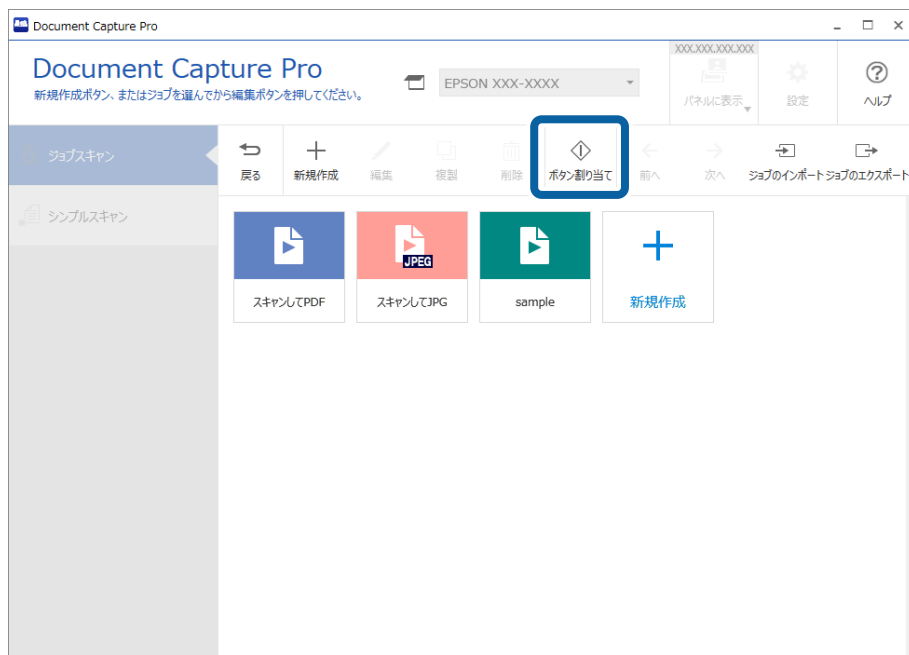 Document Capture Pro
Document Capture Pro
新規作成ボタン、またはジョブを選んでから編集ボタンを押してください。
EPSON XXX-XXXX
XXX.XXX.XXX.XXX
パネルに表示
設定
ヘルプ
ジョブスキャン
シンプルスキャン
戻る
新規作成
編集
複製
削除
ボタン割り当て
前へ
次へ
ジョブのインポート
ジョブのエクスポート
JPEG
スキャンしてPDF
スキャンしてJPG
sample
新規作成